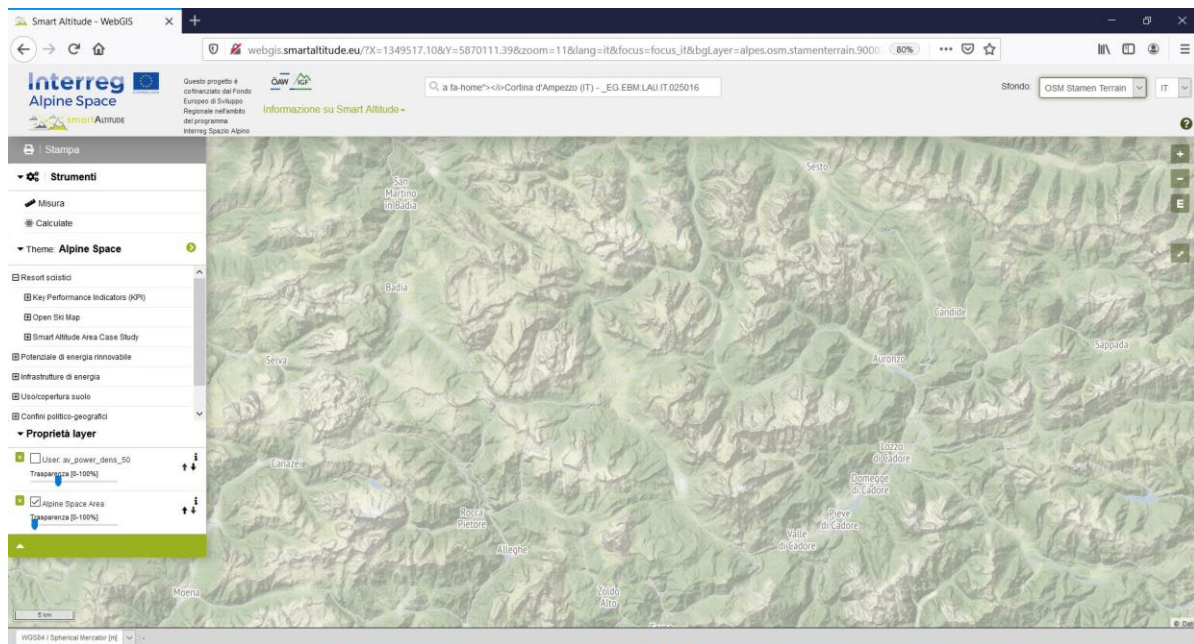 Smart Altitude - WebGIS
webgis.smartaltitude.eu/?X=1349517.10&Y=5870111.39&zoom=11&lang=it&focus=focus_it&bgLayer=alpes.osm.stamenterrain.9000
80%
Interreg
Alpine Space
smartALTITUDE
Questo progetto è
cofinanziato dal Fondo
Europeo di Sviluppo
Regionale nell'ambito
del programma
Interreg Spazio Alpino
ÖAW IGF
Informazione su Smart Altitude
a fa-home"></i>Cortina d'Ampezzo (IT) - _EG.EBM:LAU.IT.025016
Sfondo:
OSM Stamen Terrain
IT
?
Stampa
Strumenti
Misura
Calculate
Theme: Alpine Space
Resort sciistici
Key Performance Indicators (KPI)
Open Ski Map
Smart Altitude Area Case Study
Potenziale di energia rinnovabile
Infrastrutture di energia
Uso/copertura suolo
Confini politico-geografici
Proprietà layer
User: av_power_dens_50
Trasparenza [0-100%]
Alpine Space Area
Trasparenza [0-100%]
E
Sesto
San
Martino
in Badia
Badia
Candide
Sappada
Selva
Auronzo
Lozzo
di Cadore
Canazei
Domegge
di Cadore
Rocca
Pietore
Pieve
di Cadore
Valle
di Cadore
Alleghe
Moena
Zoldo
Alto
5 km
WGS84 / Spherical Mercator [m]